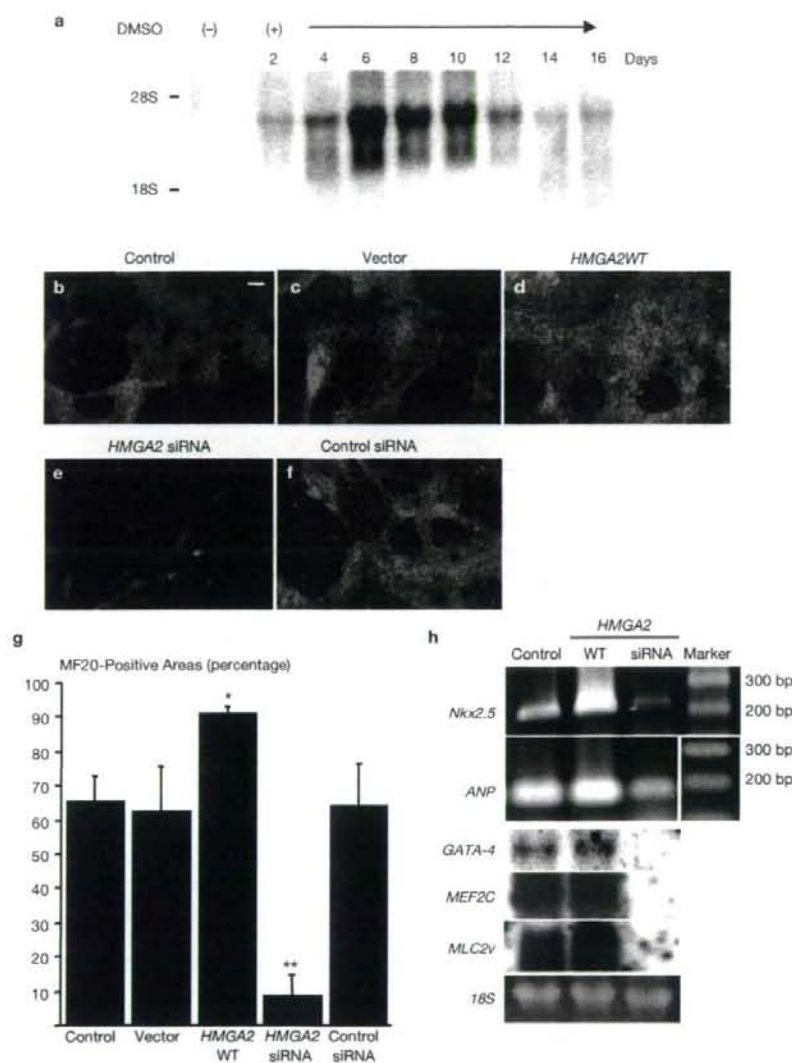 a
DMSO (-) (+)
2 4 6 8 10 12 14 16 Days
28S
18S
Control Vector HMGA2WT
b c d
HMGA2 siRNA Control siRNA
e f
g
MF20-Positive Areas (percentage)
100
90
80
70
60
50
40
30
20
10
*
**
Control Vector HMGA2 WT HMGA2 siRNA Control siRNA
h
HMGA2
Control WT siRNA Marker
300 bp
Nkx2.5 200 bp
300 bp
ANP 200 bp
GATA-4
MEF2C
MLC2v
18S